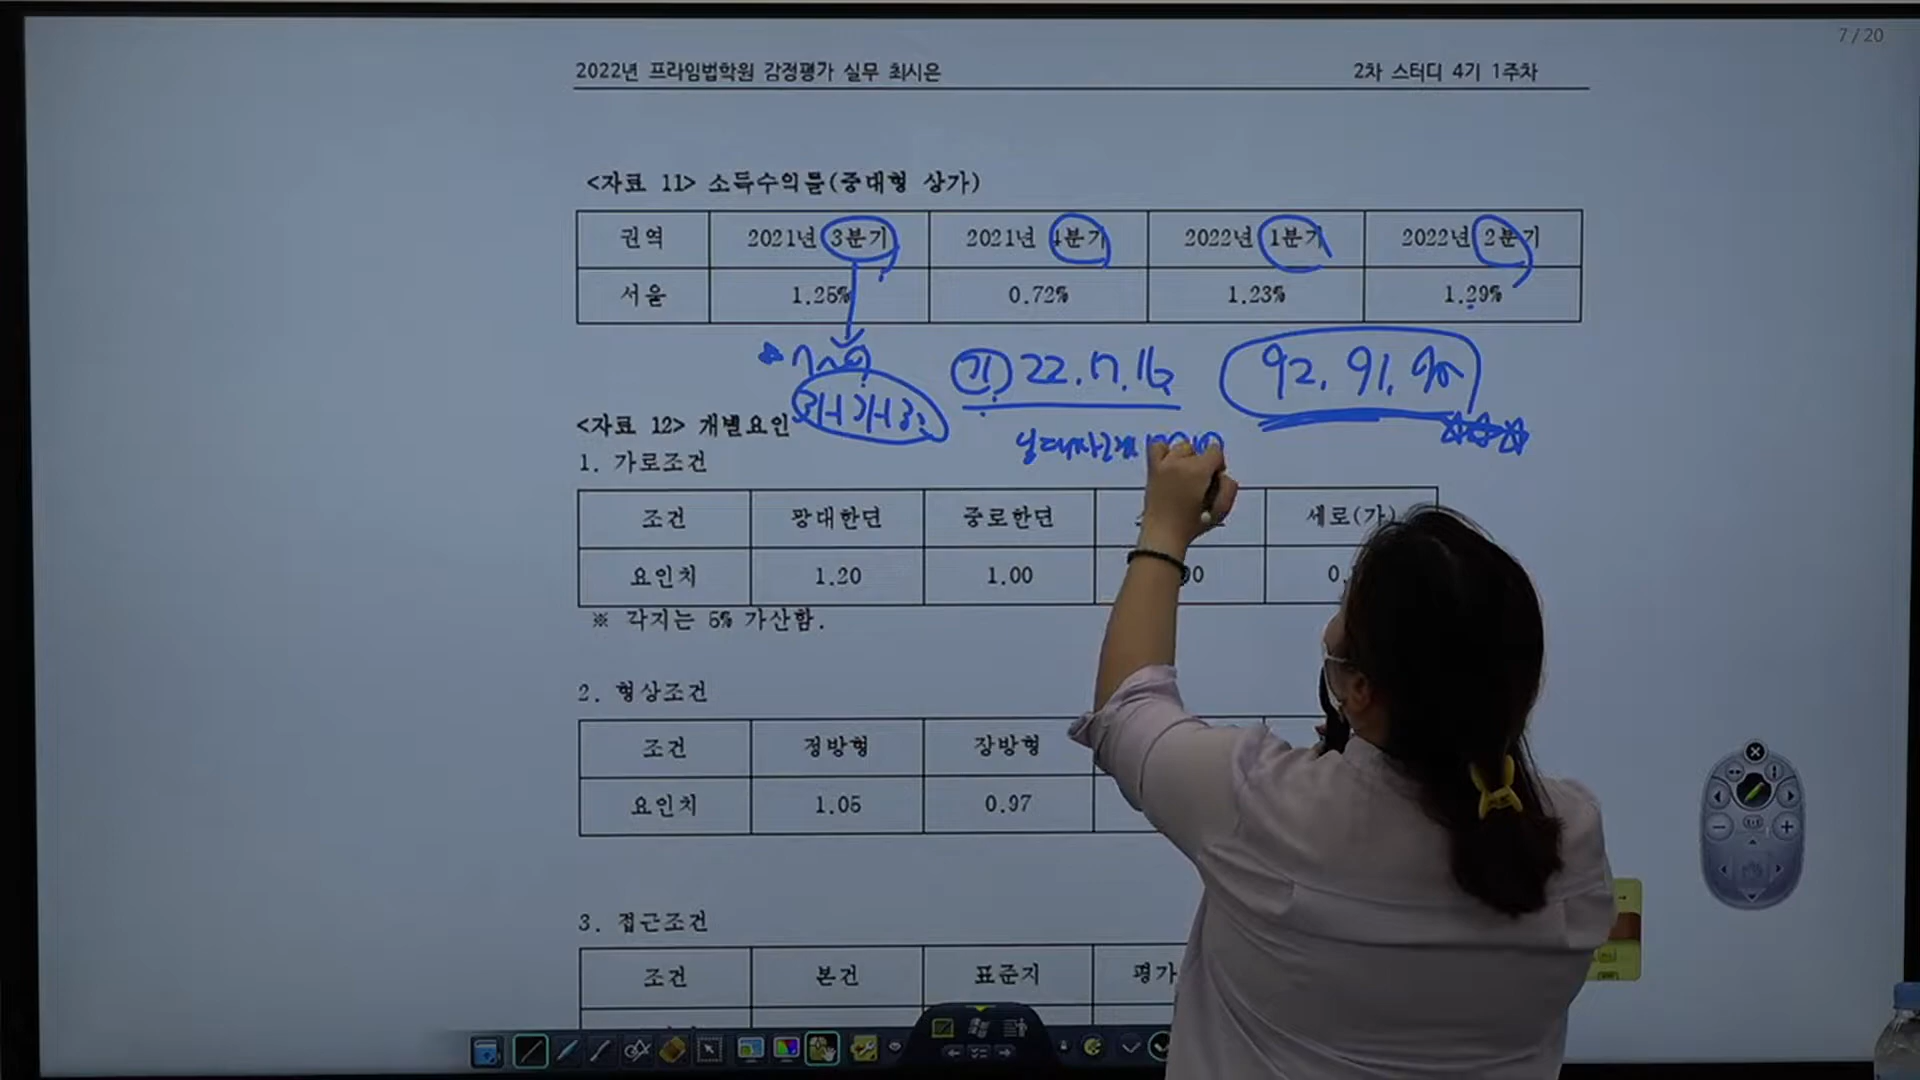 7 / 20
2022년 프라임법학원 감정평가 실무 최시은 2차 스터디 4기 1주차
<자료 11> 소득수익률(중대형 상가)
권역 2021년 3분기 2021년 4분기 2022년 1분기 2022년 2분기
서울 1.25% 0.72% 1.23% 1.29%
22.7.16 92, 91, 90
<자료 12> 개별요인
1. 가로조건
조건 광대한면 중로한면 세로(가)
요인치 1.20 1.00
※ 각지는 5% 가산함.
2. 형상조건
조건 정방형 장방형
요인치 1.05 0.97
3. 접근조건
조건 본건 표준지 평가